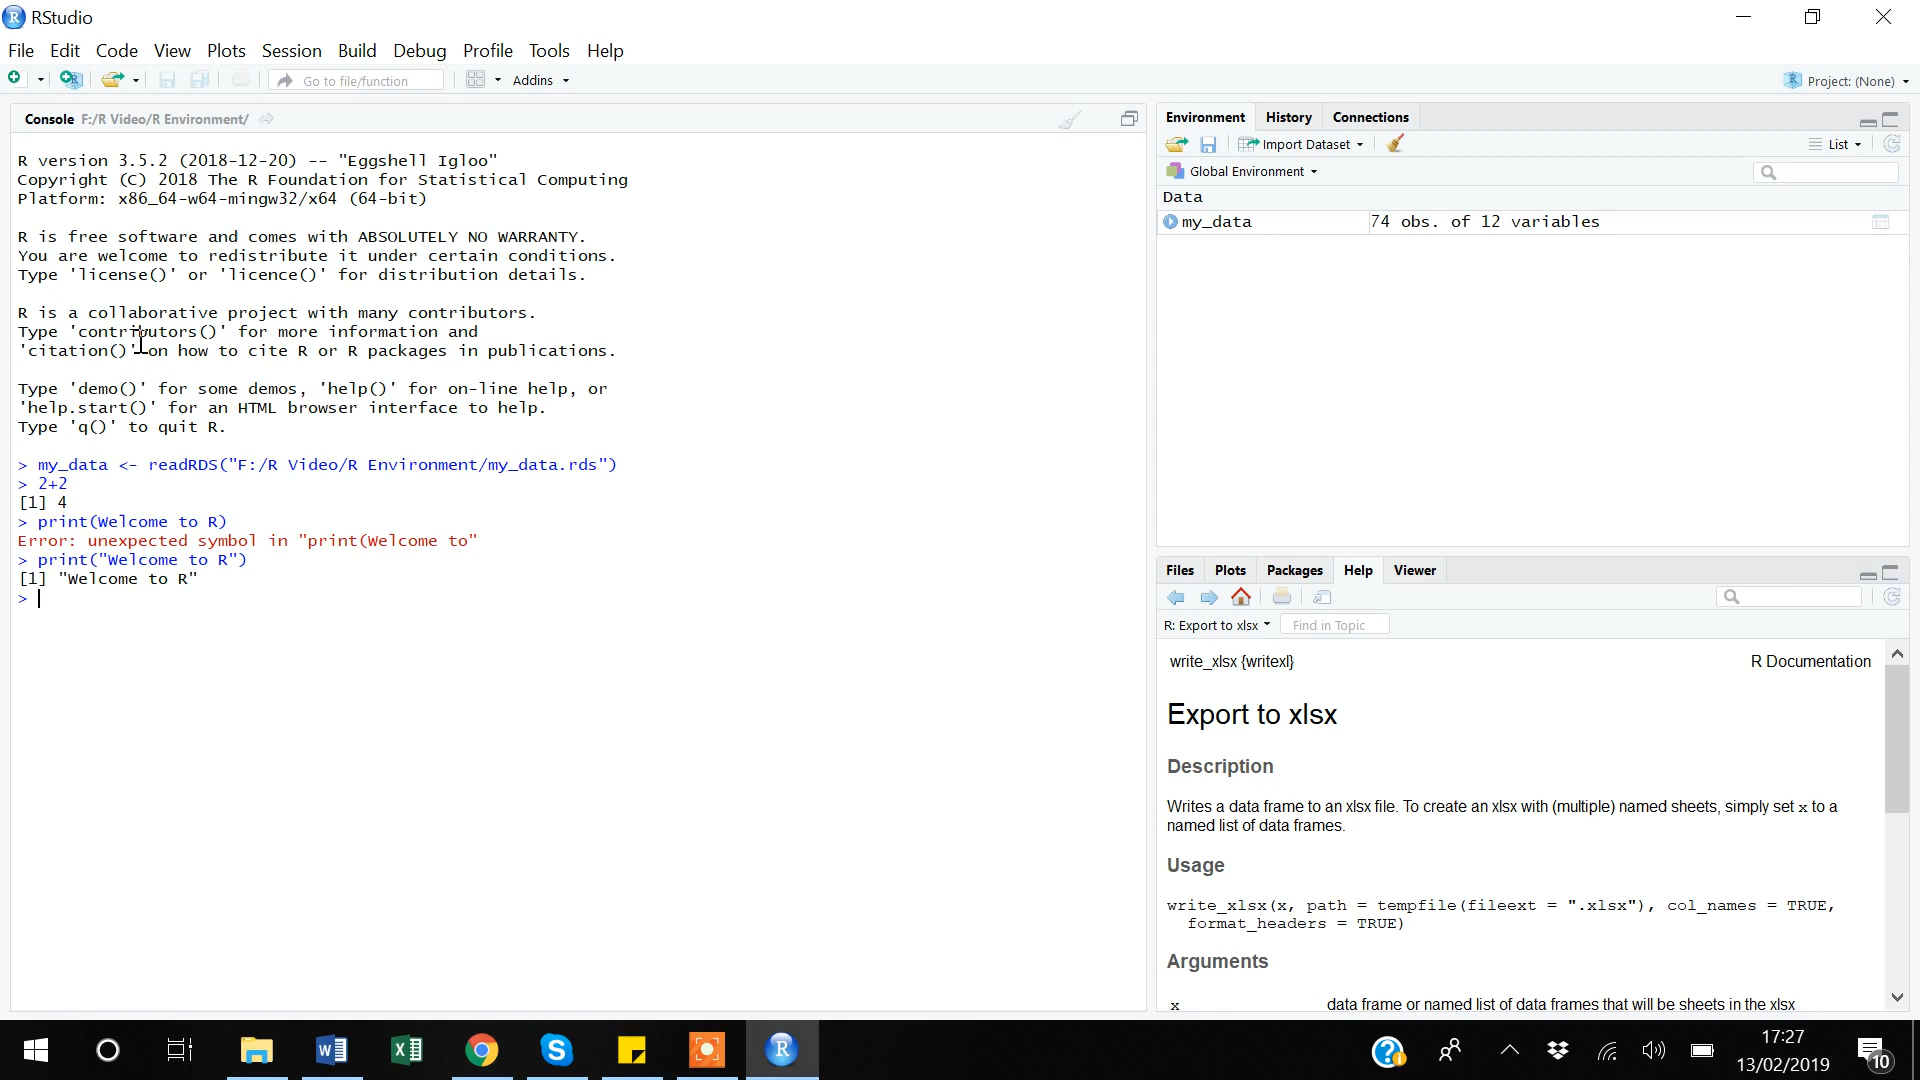 RStudio
File Edit Code View Plots Session Build Debug Profile Tools Help
Go to file/function Addins Project: (None)
Console F:/R Video/R Environment/
R version 3.5.2 (2018-12-20) -- "Eggshell Igloo"
Copyright (C) 2018 The R Foundation for Statistical Computing
Platform: x86_64-w64-mingw32/x64 (64-bit)
R is free software and comes with ABSOLUTELY NO WARRANTY.
You are welcome to redistribute it under certain conditions.
Type 'license()' or 'licence()' for distribution details.
R is a collaborative project with many contributors.
Type 'contributors()' for more information and
'citation()' on how to cite R or R packages in publications.
Type 'demo()' for some demos, 'help()' for on-line help, or
'help.start()' for an HTML browser interface to help.
Type 'q()' to quit R.
> my_data <- readRDS("F:/R Video/R Environment/my_data.rds")
> 2+2
[1] 4
> print(Welcome to R)
Error: unexpected symbol in "print(Welcome to"
> print("Welcome to R")
[1] "Welcome to R"
>
Environment History Connections
Import Dataset List
Global Environment
Data
my_data 74 obs. of 12 variables
Files Plots Packages Help Viewer
R: Export to xlsx Find in Topic
write_xlsx {writexl} R Documentation
Export to xlsx
Description
Writes a data frame to an xlsx file. To create an xlsx with (multiple) named sheets, simply set x to a
named list of data frames.
Usage
write_xlsx(x, path = tempfile(fileext = ".xlsx"), col_names = TRUE,
format_headers = TRUE)
Arguments
x data frame or named list of data frames that will be sheets in the xlsx
17:27
13/02/2019
10